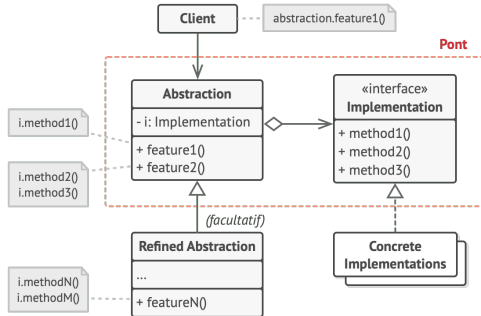 Client
abstraction.feature1()
Pont
Abstraction
- i: Implementation
+ feature1()
+ feature2()
«interface»
Implementation
+ method1()
+ method2()
+ method3()
i.method1()
i.method2()
i.method3()
(facultatif)
Refined Abstraction
...
+ featureN()
Concrete
Implementations
i.methodN()
i.methodM()